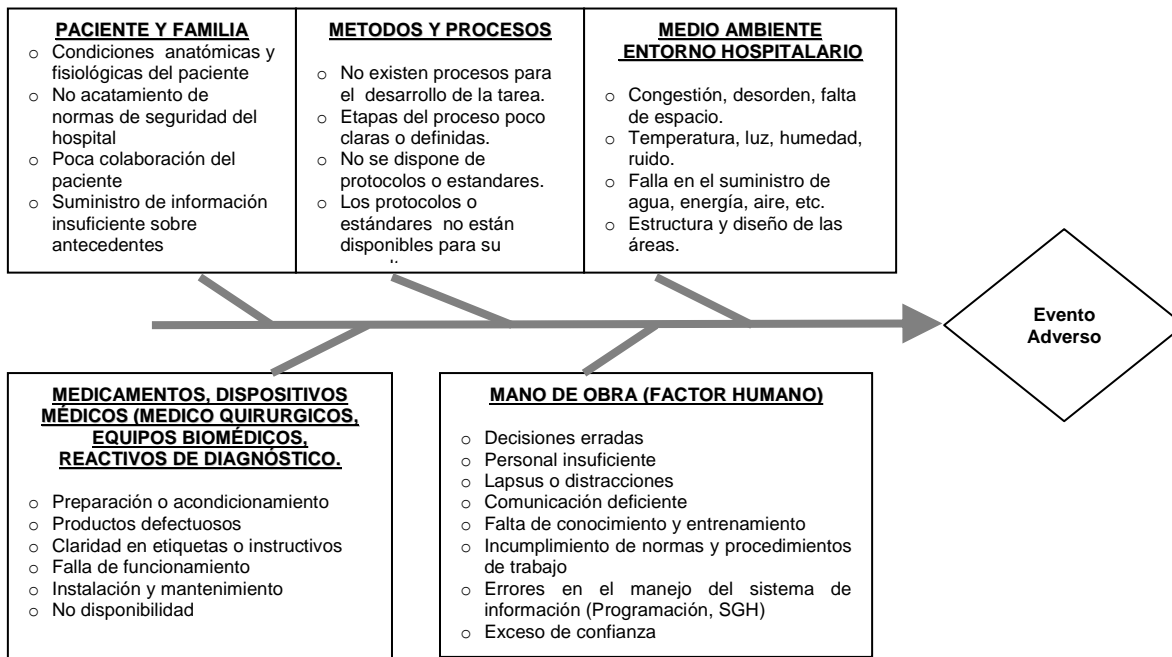 PACIENTE Y FAMILIA
o Condiciones anatómicas y
fisiológicas del paciente
o No acatamiento de
normas de seguridad del
hospital
o Poca colaboración del
paciente
o Suministro de información
insuficiente sobre
antecedentes
METODOS Y PROCESOS
o No existen procesos para
el desarrollo de la tarea.
o Etapas del proceso poco
claras o definidas.
o No se dispone de
protocolos o estandares.
o Los protocolos o
estándares no están
disponibles para su
MEDIO AMBIENTE
ENTORNO HOSPITALARIO
o Congestión, desorden, falta
de espacio.
o Temperatura, luz, humedad,
ruido.
o Falla en el suministro de
agua, energía, aire, etc.
o Estructura y diseño de las
áreas.
Evento
Adverso
MEDICAMENTOS, DISPOSITIVOS
MÉDICOS (MEDICO QUIRURGICOS,
EQUIPOS BIOMÉDICOS,
REACTIVOS DE DIAGNÓSTICO.
o Preparación o acondicionamiento
o Productos defectuosos
o Claridad en etiquetas o instructivos
o Falla de funcionamiento
o Instalación y mantenimiento
o No disponibilidad
MANO DE OBRA (FACTOR HUMANO)
o Decisiones erradas
o Personal insuficiente
o Lapsus o distracciones
o Comunicación deficiente
o Falta de conocimiento y entrenamiento
o Incumplimiento de normas y procedimientos
de trabajo
o Errores en el manejo del sistema de
información (Programación, SGH)
o Exceso de confianza